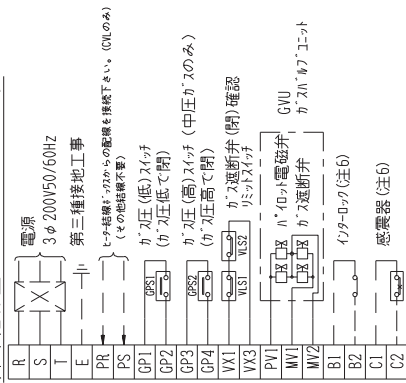 R
S
T
E
PR
PS
GP1
GP2
GP3
GP4
VX1
VX3
PV1
MV1
MV2
B1
B2
C1
C2
電源
3φ200V50/60Hz
第三種接地工事
ヒータ結線ボックスからの配線を接続下さい。(CVLのみ)
(その他結線不要)
GPS1
ガス圧(低)スイッチ
(ガス圧低で閉)
GPS2
ガス圧(高)スイッチ (中圧ガスのみ)
(ガス圧高で閉)
VLS1
VLS2
ガス遮断弁(閉)確認
リミットスイッチ
パイロット電磁弁
ガス遮断弁
GVU
ガスバルブユニット
インターロック(注6)
感震器(注6)